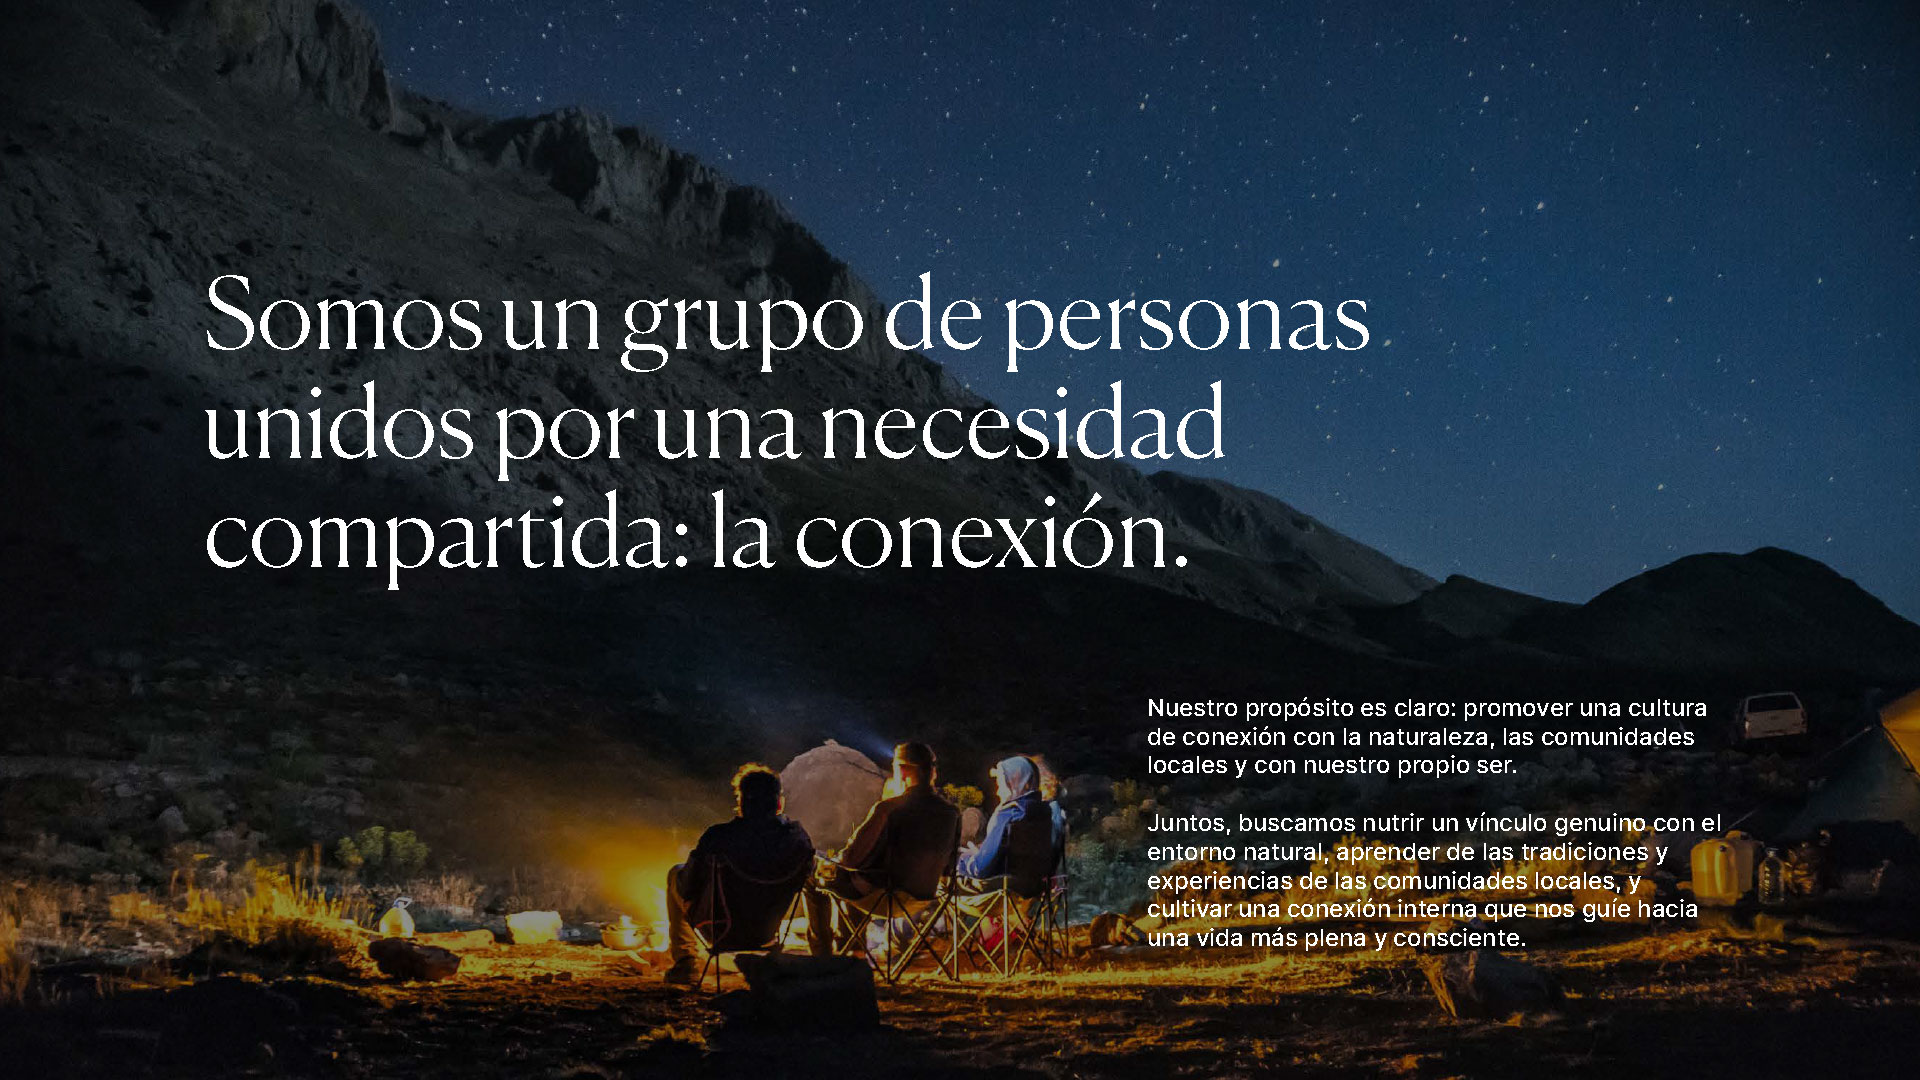 Somos un grupo de personas
unidos por una necesidad
compartida: la conexión.
Nuestro propósito es claro: promover una cultura
de conexión con la naturaleza, las comunidades
locales y con nuestro propio ser.
Juntos, buscamos nutrir un vínculo genuino con el
entorno natural, aprender de las tradiciones y
experiencias de las comunidades locales, y
cultivar una conexión interna que nos guíe hacia
una vida más plena y consciente.